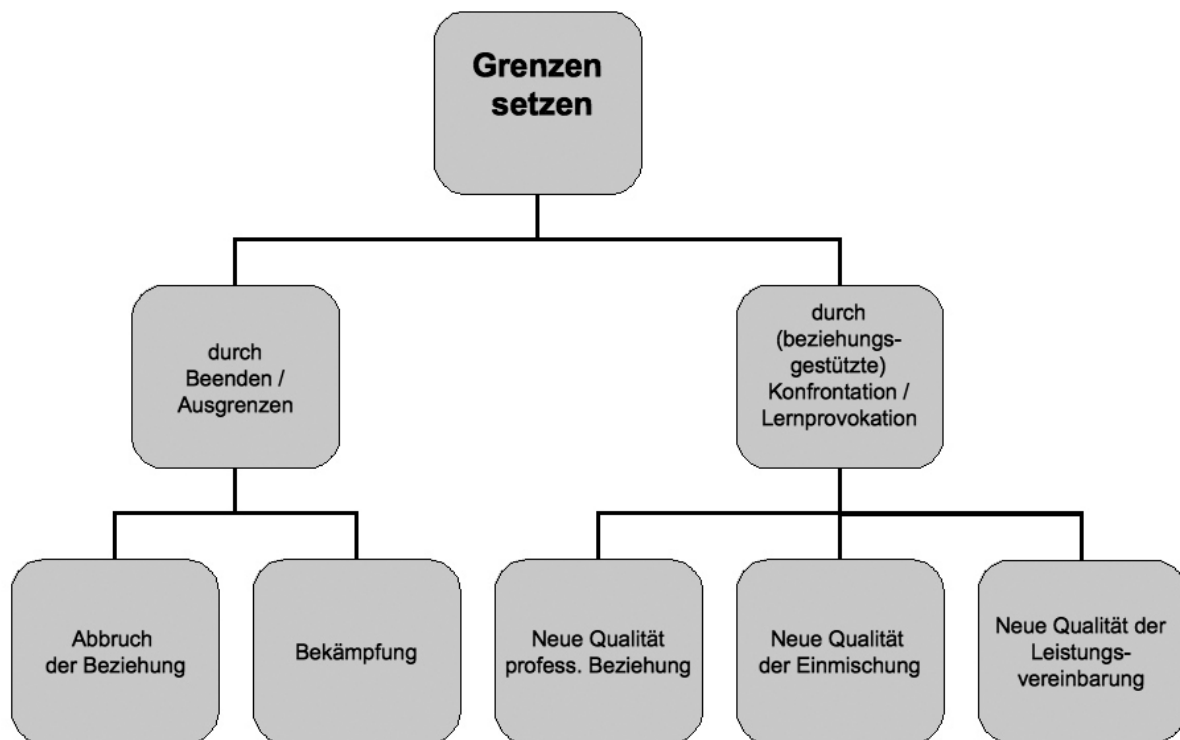 Grenzen
setzen
durch
Beenden /
Ausgrenzen
durch
(beziehungs-
gestützte)
Konfrontation /
Lernprovokation
Abbruch
der Beziehung
Bekämpfung
Neue Qualität
profess. Beziehung
Neue Qualität
der Einmischung
Neue Qualität der
Leistungs-
vereinbarung